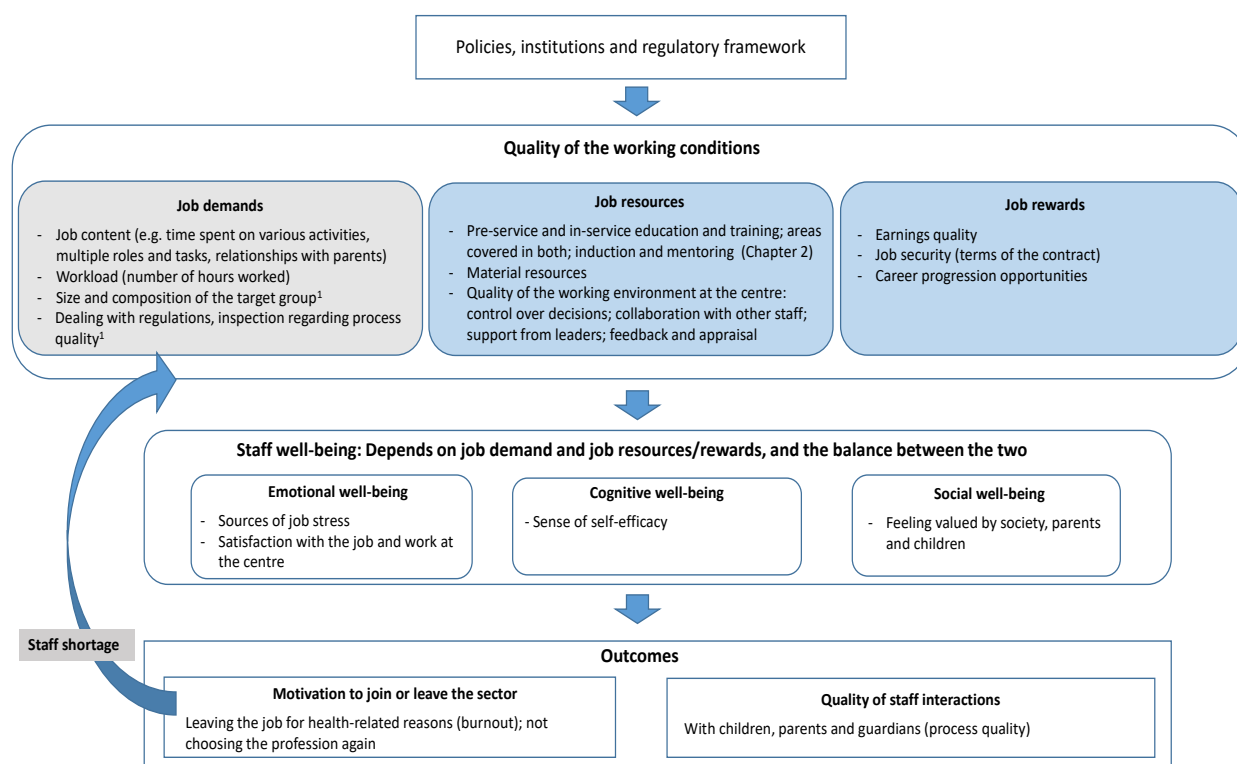 Policies, institutions and regulatory framework
Quality of the working conditions
Job demands
- Job content (e.g. time spent on various activities,
multiple roles and tasks, relationships with parents)
- Workload (number of hours worked)
- Size and composition of the target group¹
- Dealing with regulations, inspection regarding process
quality¹
Job resources
- Pre-service and in-service education and training; areas
covered in both; induction and mentoring (Chapter 2)
- Material resources
- Quality of the working environment at the centre:
control over decisions; collaboration with other staff;
support from leaders; feedback and appraisal
Job rewards
- Earnings quality
- Job security (terms of the contract)
- Career progression opportunities
Staff well-being: Depends on job demand and job resources/rewards, and the balance between the two
Emotional well-being
- Sources of job stress
- Satisfaction with the job and work at
the centre
Cognitive well-being
- Sense of self-efficacy
Social well-being
- Feeling valued by society, parents
and children
Staff shortage
Outcomes
Motivation to join or leave the sector
Leaving the job for health-related reasons (burnout); not
choosing the profession again
Quality of staff interactions
With children, parents and guardians (process quality)